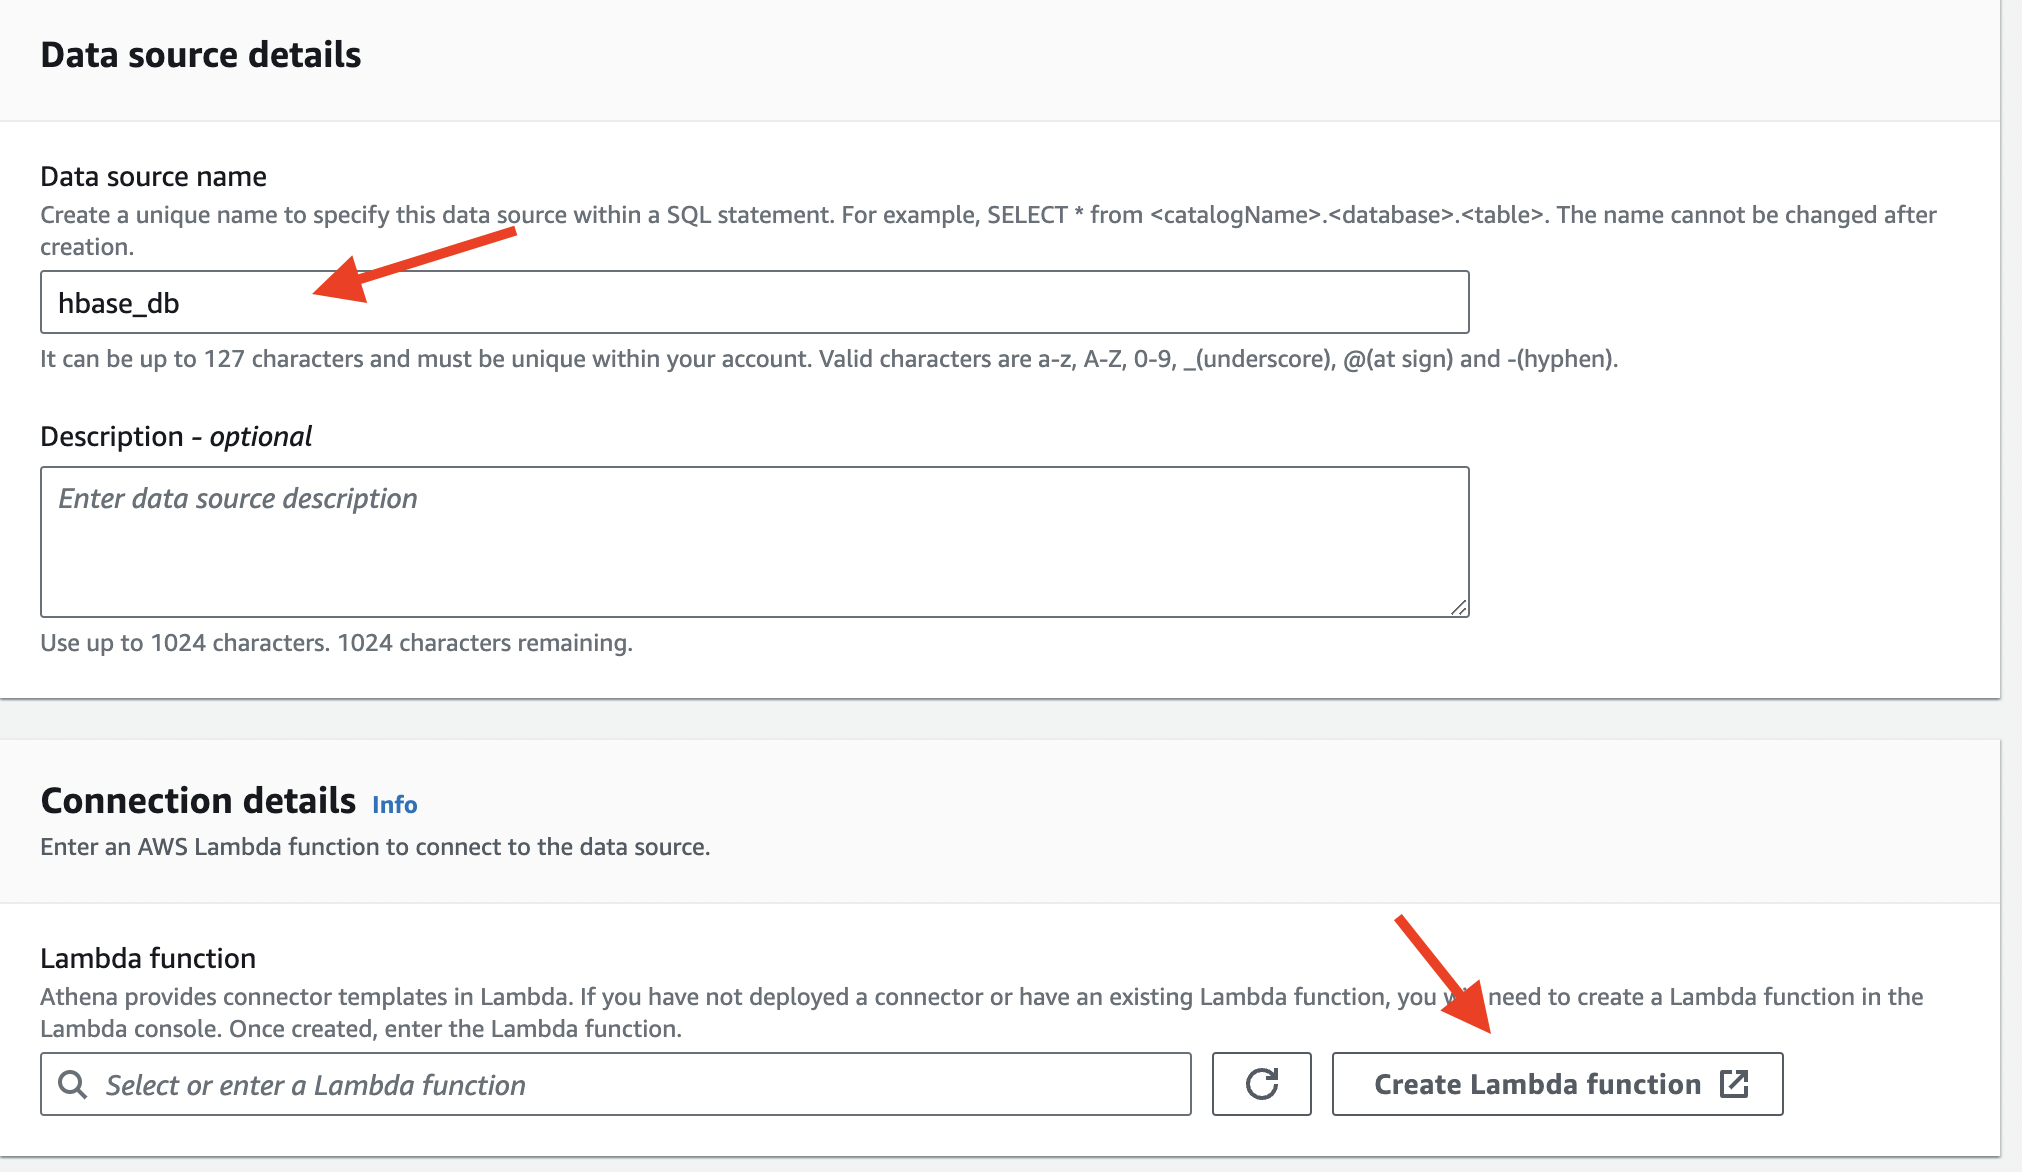 Data source details
Data source name
Create a unique name to specify this data source within a SQL statement. For example, SELECT * from <catalogName>.<database>.<table>. The name cannot be changed after
creation.
hbase_db
It can be up to 127 characters and must be unique within your account. Valid characters are a-z, A-Z, 0-9, _(underscore), @(at sign) and -(hyphen).
Description - optional
Enter data source description
Use up to 1024 characters. 1024 characters remaining.
Connection details Info
Enter an AWS Lambda function to connect to the data source.
Lambda function
Athena provides connector templates in Lambda. If you have not deployed a connector or have an existing Lambda function, you will need to create a Lambda function in the
Lambda console. Once created, enter the Lambda function.
Select or enter a Lambda function
Create Lambda function